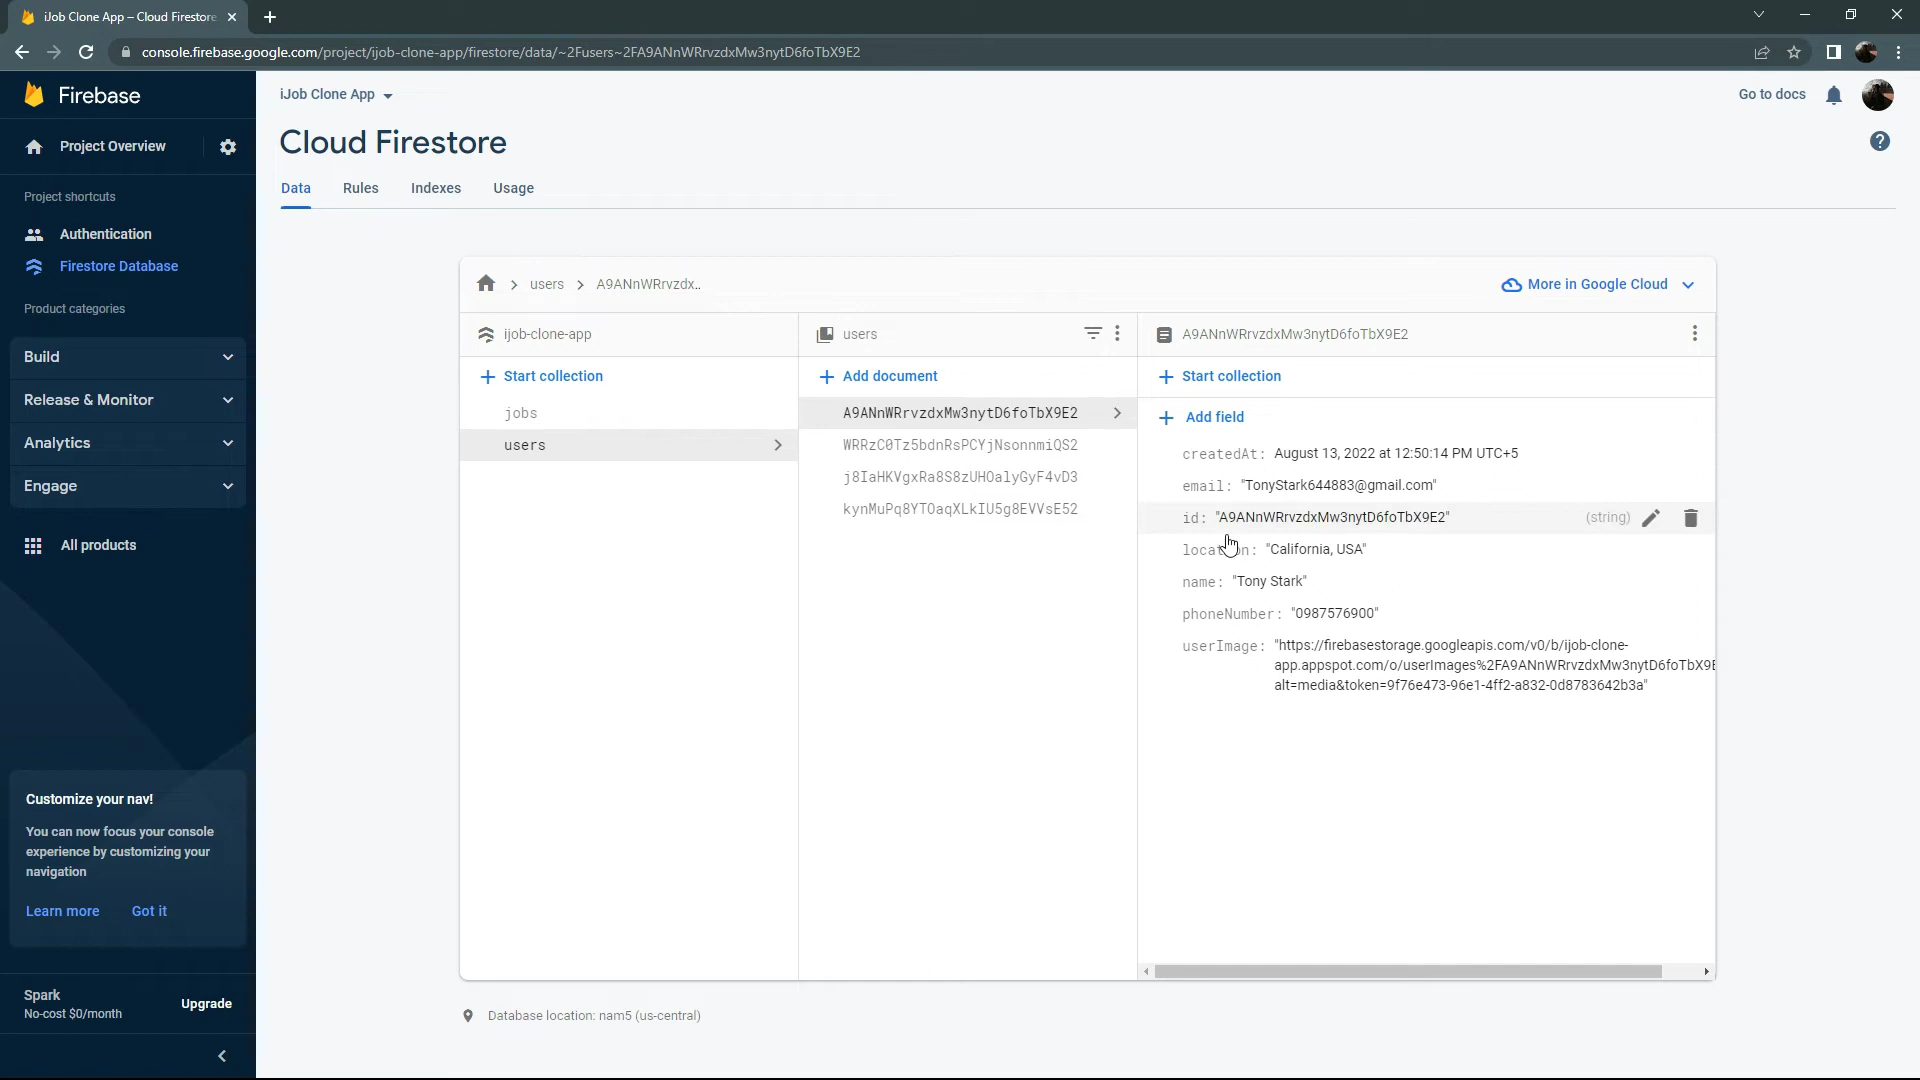 iJob Clone App – Cloud Firestore
console.firebase.google.com/project/ijob-clone-app/firestore/data/~2Fusers~2FA9ANnWRrvzdxMw3nytD6foTbX9E2
Firebase
iJob Clone App
Go to docs
Project Overview
Cloud Firestore
Data Rules Indexes Usage
Project shortcuts
Authentication
Firestore Database
Product categories
Build
Release & Monitor
Analytics
Engage
All products
users A9ANnWRrvzdx..
More in Google Cloud
ijob-clone-app
Start collection
jobs
users
users
Add document
A9ANnWRrvzdxMw3nytD6foTbX9E2
WRRzC0Tz5bdnRsPCYjNsonnmiQS2
j8IaHKVgxRa8S8zUHOalyGyF4vD3
kynMuPq8YTOaqXLkIU5g8EVVsE52
A9ANnWRrvzdxMw3nytD6foTbX9E2
Start collection
Add field
createdAt: August 13, 2022 at 12:50:14 PM UTC+5
email: "TonyStark644883@gmail.com"
id: "A9ANnWRrvzdxMw3nytD6foTbX9E2" (string)
location: "California, USA"
name: "Tony Stark"
phoneNumber: "0987576900"
userImage: "https://firebasestorage.googleapis.com/v0/b/ijob-clone-
app.appspot.com/o/userImages%2FA9ANnWRrvzdxMw3nytD6foTbX9E
alt=media&token=9f76e473-96e1-4ff2-a832-0d8783642b3a"
Customize your nav!
You can now focus your console
experience by customizing your
navigation
Learn more Got it
Spark
No-cost $0/month
Upgrade
Database location: nam5 (us-central)